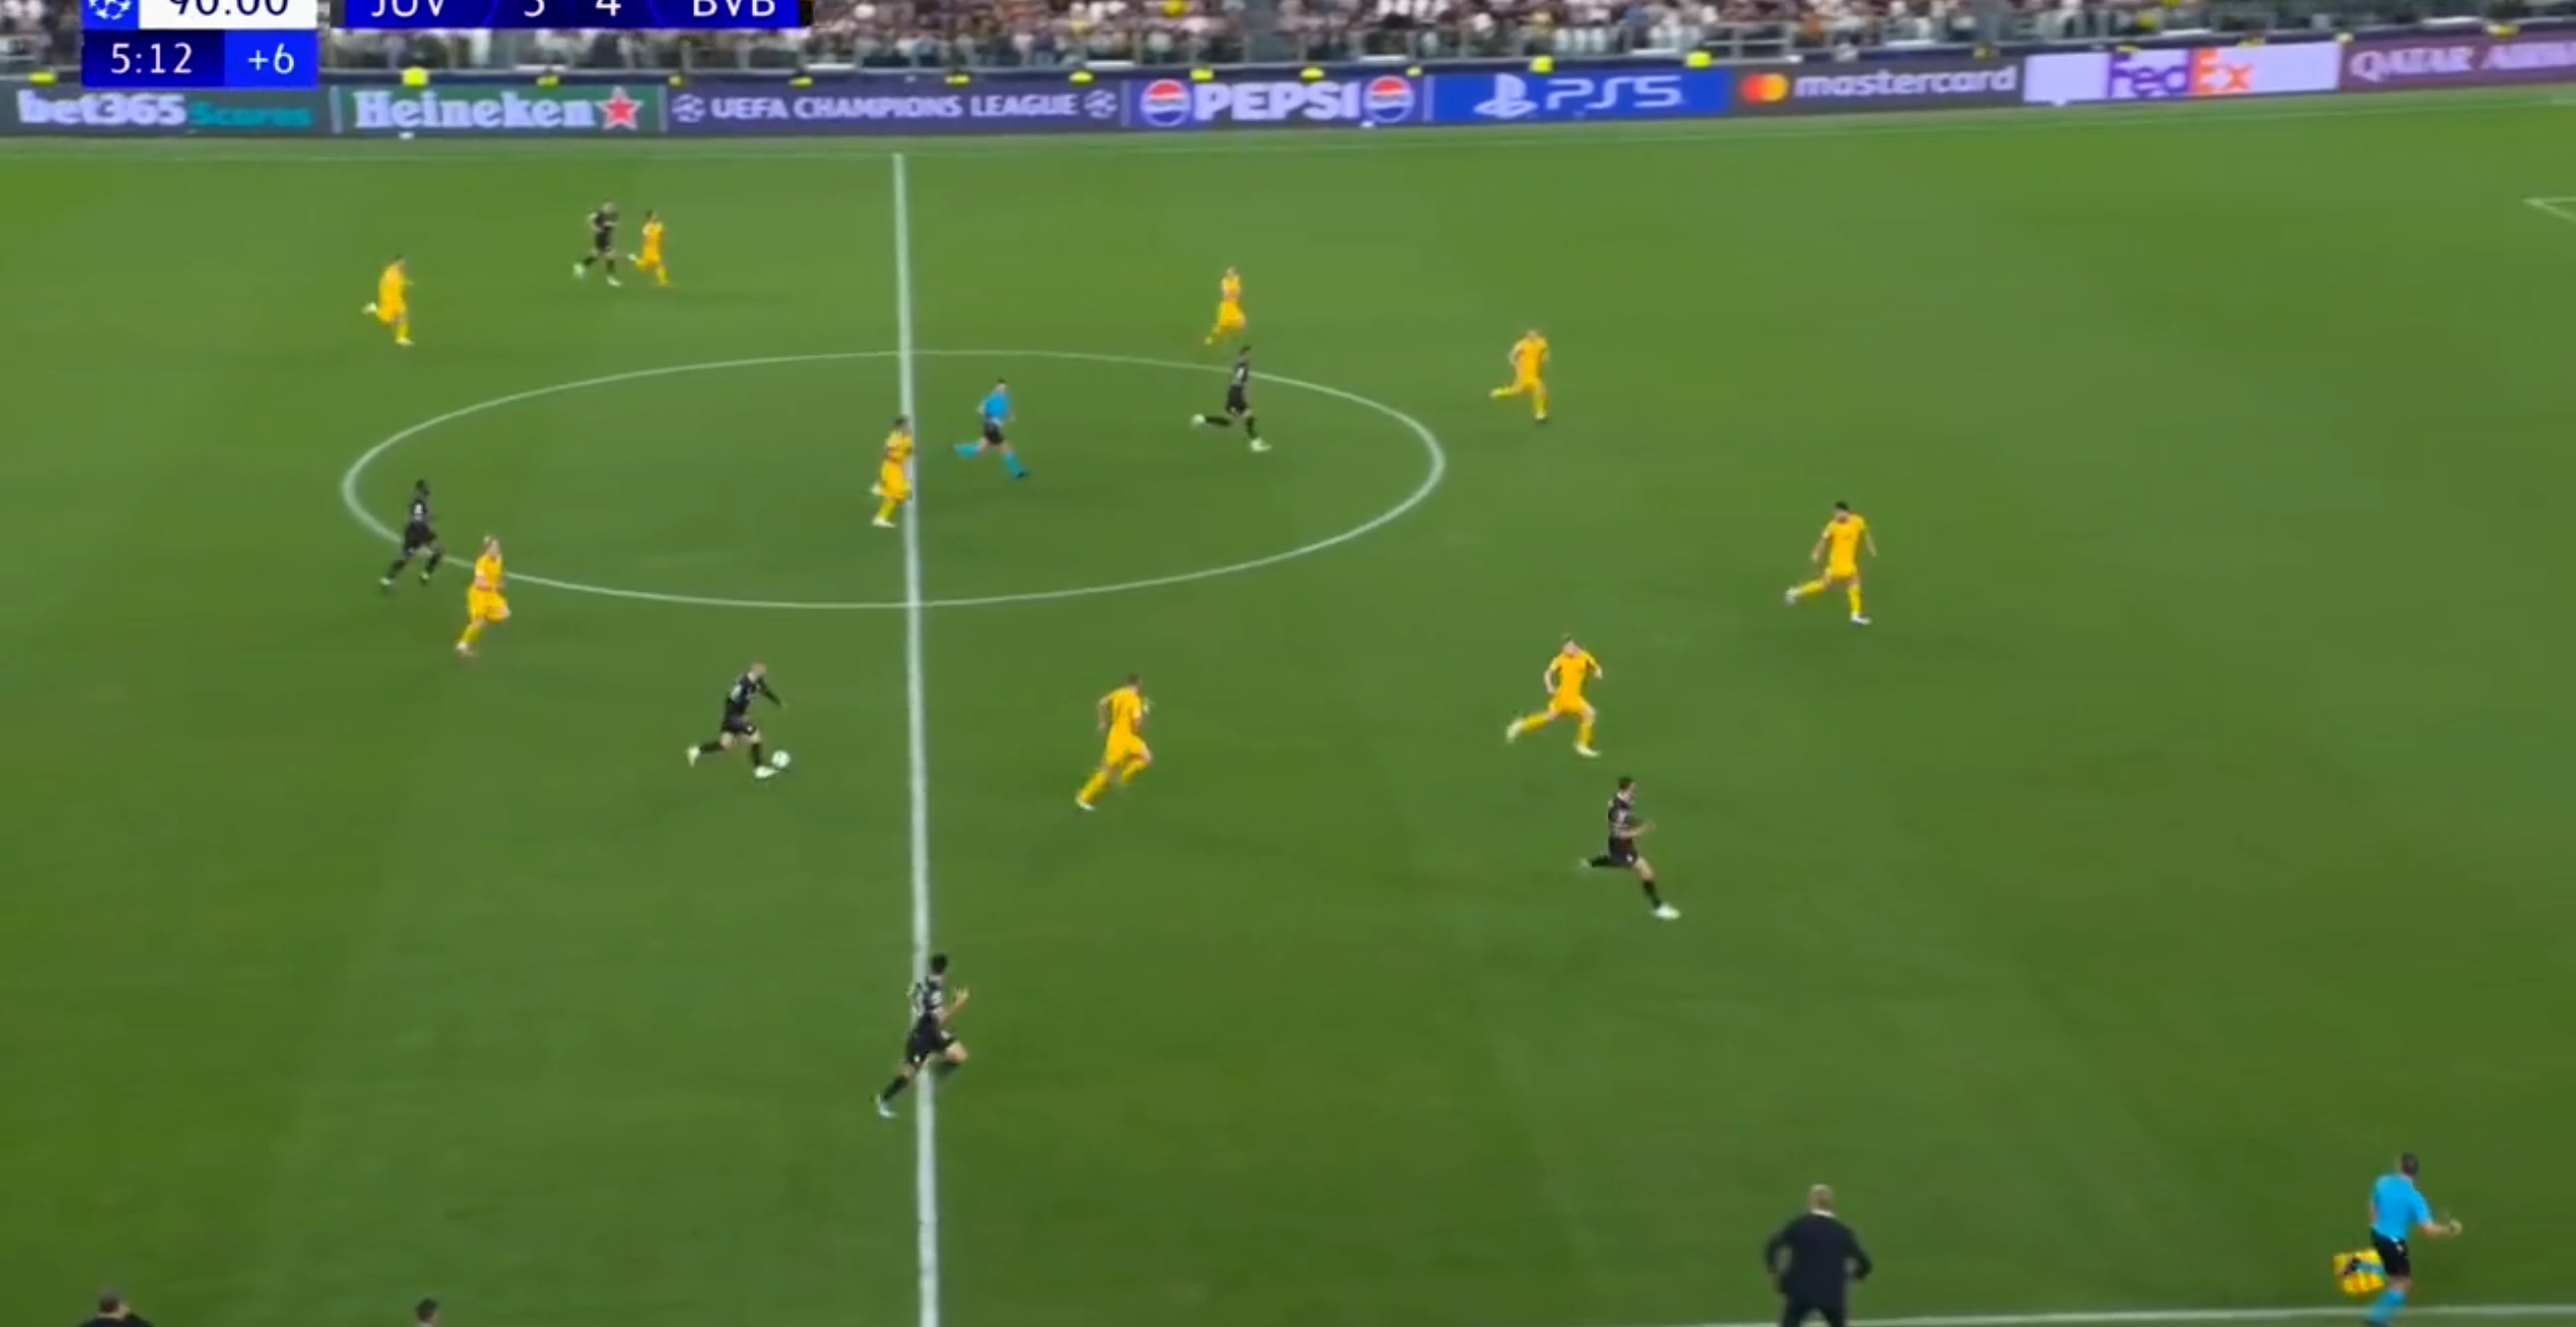 90:00 JUV 3 4 BVB
5:12 +6
bet365 Scores Heineken UEFA CHAMPIONS LEAGUE PEPSI PS5 mastercard FedEx QATAR